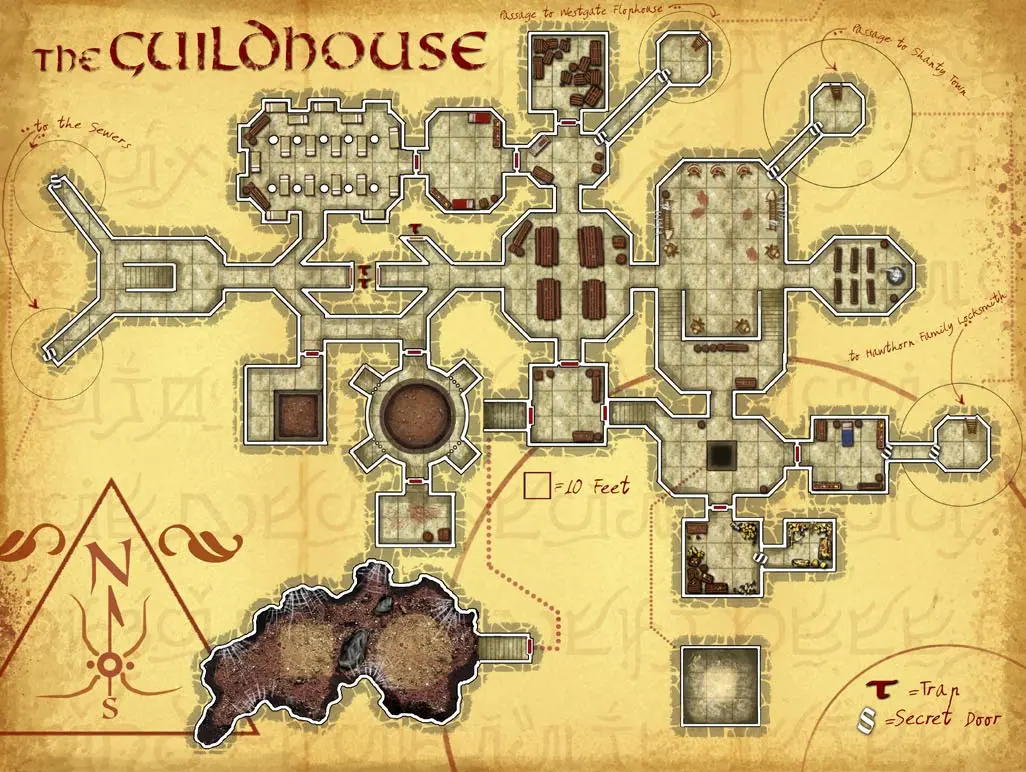 THE GUILDHOUSE
Passage to Westgate Flophouse
Passage to Shanty Town
to the Sewers
T
T
T
to Hawthorn Family Locksmith
=10 Feet
N
S
T =Trap
S =Secret Door